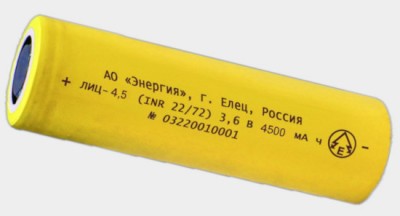 АО «Энергия», г. Елец, Россия
+ ЛИЦ-4,5 (INR 22/72) 3,6 В 4500 мА ч Е -
№ 03220010001